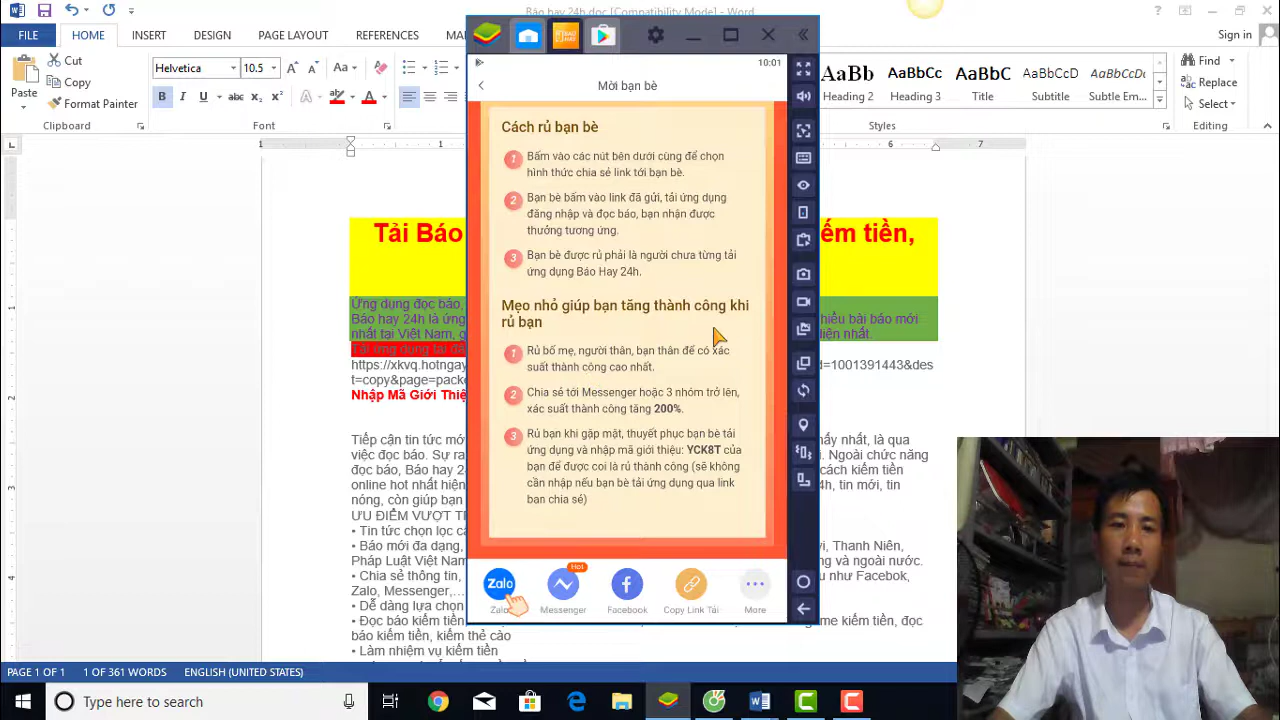 Báo hay 24h.doc [Compatibility Mode] - Word
Sign in
FILE
HOME
INSERT
DESIGN
PAGE LAYOUT
REFERENCES
Paste
Cut
Copy
Format Painter
Clipboard
Helvetica
10.5
B I U
Font
Heading 2
Heading 3
Title
Subtitle
Subtle Em...
Styles
Replace
Select
Editing
10:01
Mời bạn bè
Cách rủ bạn bè
1 Bấm vào các nút bên dưới cùng để chọn
hình thức chia sẻ link tới bạn bè.
2 Bạn bè bấm vào link đã gửi, tải ứng dụng
đăng nhập và đọc báo, bạn nhận được
thưởng tương ứng.
3 Bạn bè được rủ phải là người chưa từng tải
ứng dụng Báo Hay 24h.
Mẹo nhỏ giúp bạn tăng thành công khi
rủ bạn
1 Rủ bố mẹ, người thân, bạn thân để có xác
suất thành công cao nhất.
2 Chia sẻ tới Messenger hoặc 3 nhóm trở lên,
xác suất thành công tăng 200%.
3 Rủ bạn khi gặp mặt, thuyết phục bạn bè tải
ứng dụng và nhập mã giới thiệu: YCK8T của
bạn để được coi là rủ thành công (sẽ không
cần nhập nếu bạn bè tải ứng dụng qua link
bạn chia sẻ)
Zalo
Hot
Messenger
Facebook
Copy Link Tải
More
Tải Báo
ếm tiền,
Ứng dụng đọc báo,
Báo hay 24h là ứng
hiều bài báo mới
nhất tại Việt Nam, g
diện nhất.
Tải ứng dụng tại đâ
https://xkvq.hotngay
d=1001391443&des
t=copy&page=packe
Nhập Mã Giới Thiệ
Tiếp cận tin tức mớ
hấy nhất, là qua
việc đọc báo. Sự ra
i. Ngoài chức năng
đọc báo, Báo hay 2
cách kiếm tiền
online hot nhất hiện
4h, tin mới, tin
nóng, còn giúp bạn
ƯU ĐIỂM VƯỢT T
• Tin tức chọn lọc cá
• Báo mới đa dạng,
vi, Thanh Niên,
Pháp Luật Việt Nam
ng và ngoài nước.
• Chia sẻ thông tin,
u như Facebok,
Zalo, Messenger,…
• Dễ dàng lựa chọn
• Đọc báo kiếm tiền,
me kiếm tiền, đọc
báo kiếm tiền, kiếm thẻ cào
• Làm nhiệm vụ kiếm tiền
PAGE 1 OF 1
1 OF 361 WORDS
ENGLISH (UNITED STATES)
Type here to search